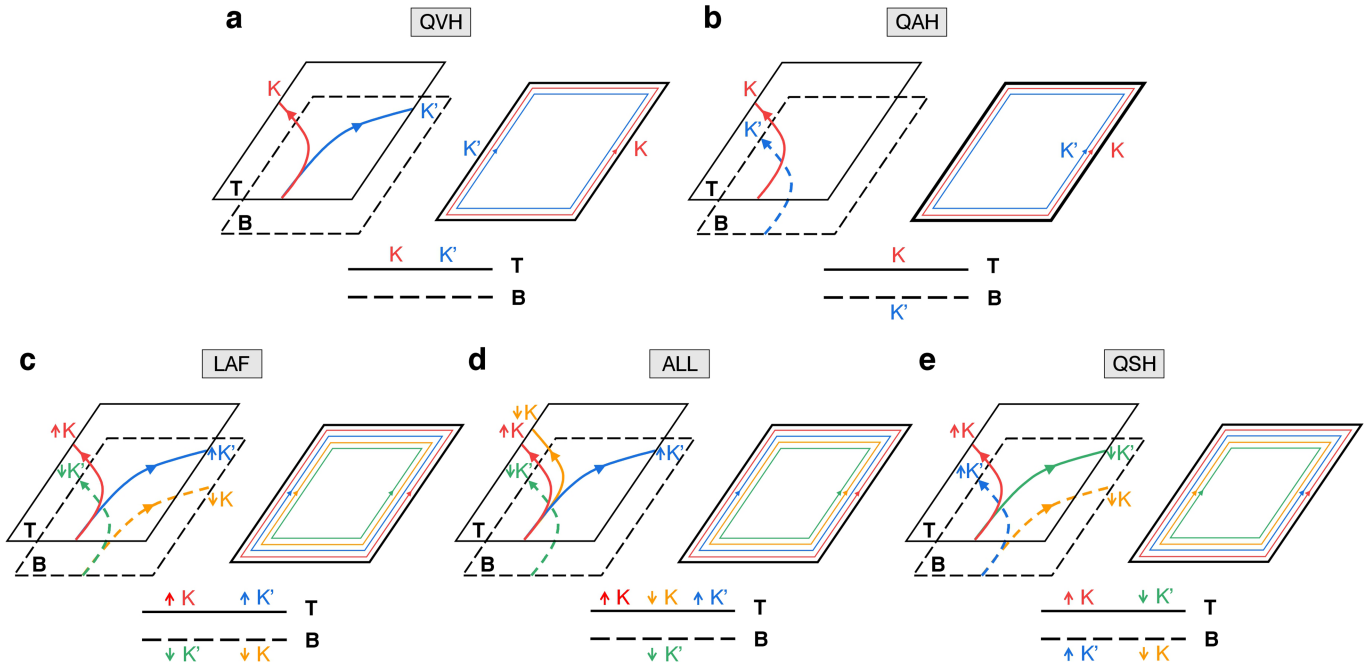 a QVH
K K' T B
K' K
K K' T
B
b QAH
K K' T B
K' K
K T
B
K'
c LAF
↑K ↓K' ↑K' ↓K T B
↑K ↑K' T
B
↓K' ↓K
d ALL
↓K ↑K ↓K' ↑K' T B
↑K ↓K ↑K' T
B
↓K'
e QSH
↑K ↑K' ↓K' ↓K T B
↑K ↓K' T
B
↑K' ↓K